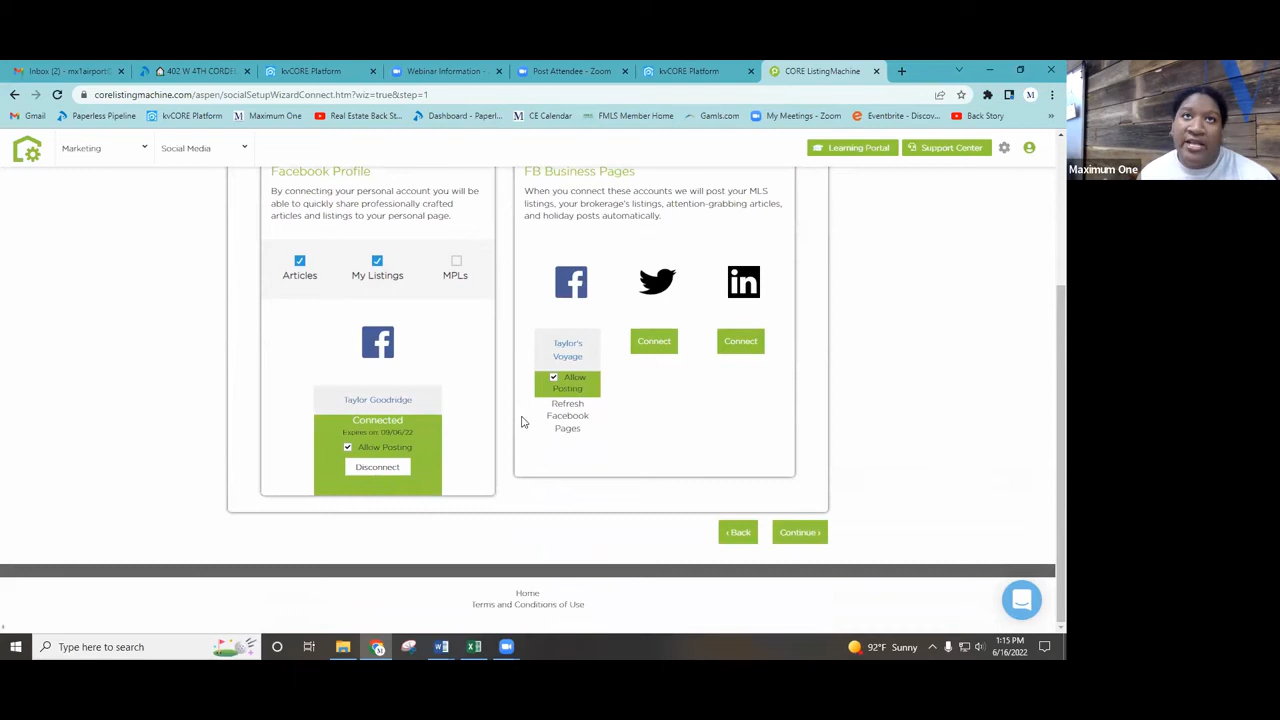 Inbox (2) - mx1airport@
402 W 4TH CORDEL
kvCORE Platform
Webinar Information -
Post Attendee - Zoom
kvCORE Platform
CORE ListingMachine
corelistingmachine.com/aspen/socialSetupWizardConnect.htm?wiz=true&step=1
Gmail
Paperless Pipeline
kvCORE Platform
Maximum One
Real Estate Back St...
Dashboard - Paperl...
CE Calendar
FMLS Member Home
Gamls.com
My Meetings - Zoom
Eventbrite - Discov...
Back Story
Marketing
Social Media
Learning Portal
Support Center
Maximum One
Facebook Profile
By connecting your personal account you will be
able to quickly share professionally crafted
articles and listings to your personal page.
Articles
My Listings
MPLs
Taylor Goodridge
Connected
Expires on: 09/06/22
Allow Posting
Disconnect
FB Business Pages
When you connect these accounts we will post your MLS
listings, your brokerage's listings, attention-grabbing articles,
and holiday posts automatically.
Taylor's
Voyage
Allow
Posting
Refresh
Facebook
Pages
Connect
Connect
‹ Back
Continue ›
Home
Terms and Conditions of Use
Type here to search
92°F Sunny
1:15 PM
6/16/2022